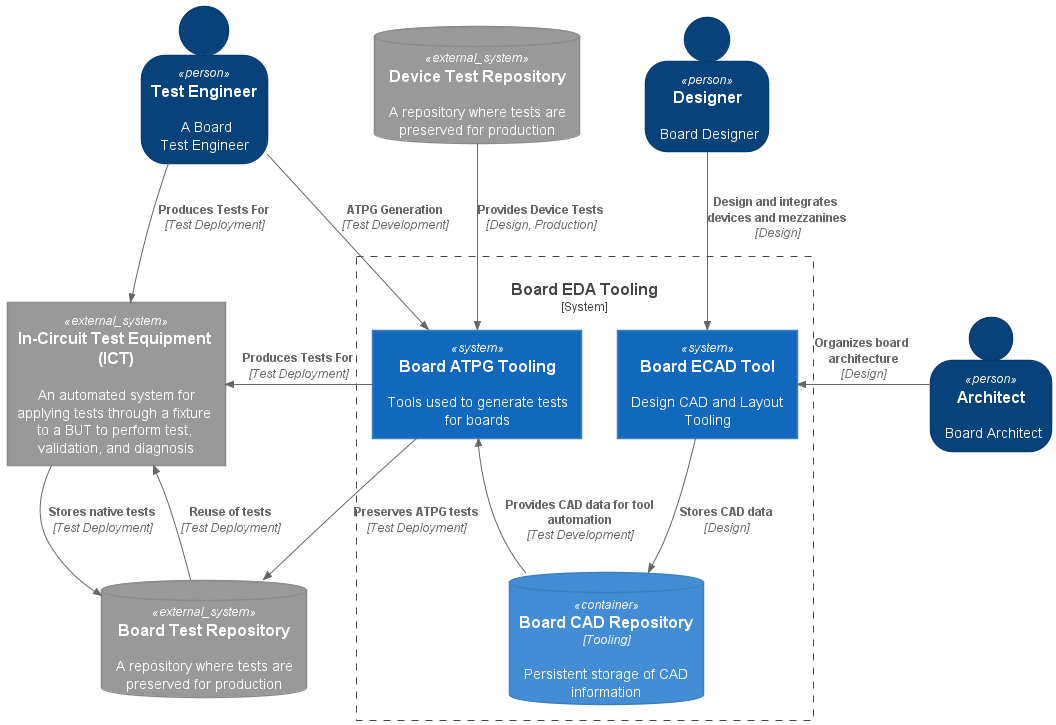 «person»
Test Engineer
A Board
Test Engineer
«external_system»
Device Test Repository
A repository where tests are
preserved for production
«person»
Designer
Board Designer
Produces Tests For
[Test Deployment]
ATPG Generation
[Test Development]
Provides Device Tests
[Design, Production]
Design and integrates
devices and mezzanines
[Design]
Board EDA Tooling
[System]
«external_system»
In-Circuit Test Equipment
(ICT)
An automated system for
applying tests through a fixture
to a BUT to perform test,
validation, and diagnosis
Produces Tests For
[Test Deployment]
«system»
Board ATPG Tooling
Tools used to generate tests
for boards
«system»
Board ECAD Tool
Design CAD and Layout
Tooling
Organizes board
architecture
[Design]
«person»
Architect
Board Architect
Stores native tests
[Test Deployment]
Reuse of tests
[Test Deployment]
Preserves ATPG tests
[Test Deployment]
Provides CAD data for tool
automation
[Test Development]
Stores CAD data
[Design]
«external_system»
Board Test Repository
A repository where tests are
preserved for production
«container»
Board CAD Repository
[Tooling]
Persistent storage of CAD
information